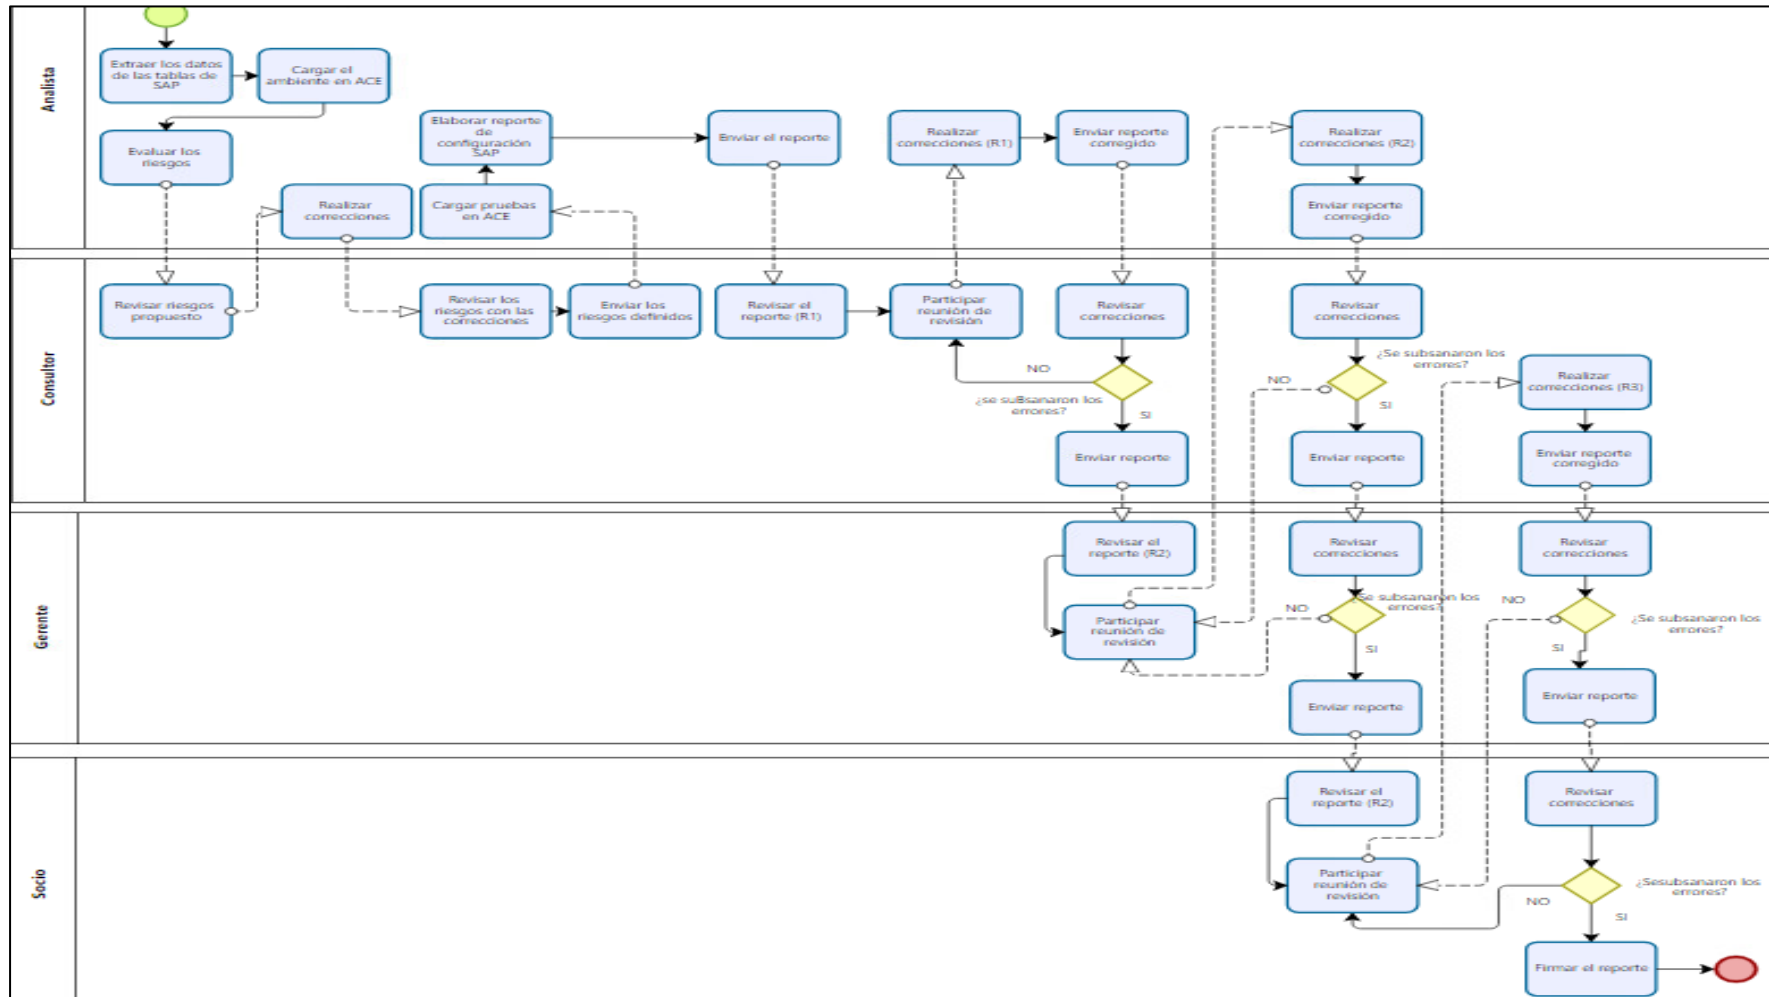 Analista
Extraer los datos
de las tablas de
SAP
Cargar el
ambiente en ACE
Evaluar los
riesgos
Realizar
correcciones
Elaborar reporte
de
configuración
SAP
Cargar pruebas
en ACE
Enviar el reporte
Realizar
correcciones (R1)
Enviar reporte
corregido
Realizar
correcciones (R2)
Enviar reporte
corregido
Consultor
Revisar riesgos
propuesto
Revisar los
riesgos con las
correcciones
Enviar los
riesgos definidos
Revisar el
reporte (R1)
Participar
reunión de
revisión
Revisar
correcciones
NO
¿se suBsanaron los
errores?
SI
Enviar reporte
Revisar
correcciones
¿Se subsanaron los
errores?
NO
SI
Enviar reporte
Realizar
correcciones (R3)
Enviar reporte
corregido
Gerente
Revisar el
reporte (R2)
Participar
reunión de
revisión
Revisar
correcciones
¿Se subsanaron los
errores?
NO
SI
Enviar reporte
Revisar
correcciones
NO
¿Se subsanaron los
errores?
SI
Enviar reporte
Socio
Revisar el
reporte (R2)
Participar
reunión de
revisión
Revisar
correcciones
¿Sesubsanaron los
errores?
NO
SI
Firmar el reporte